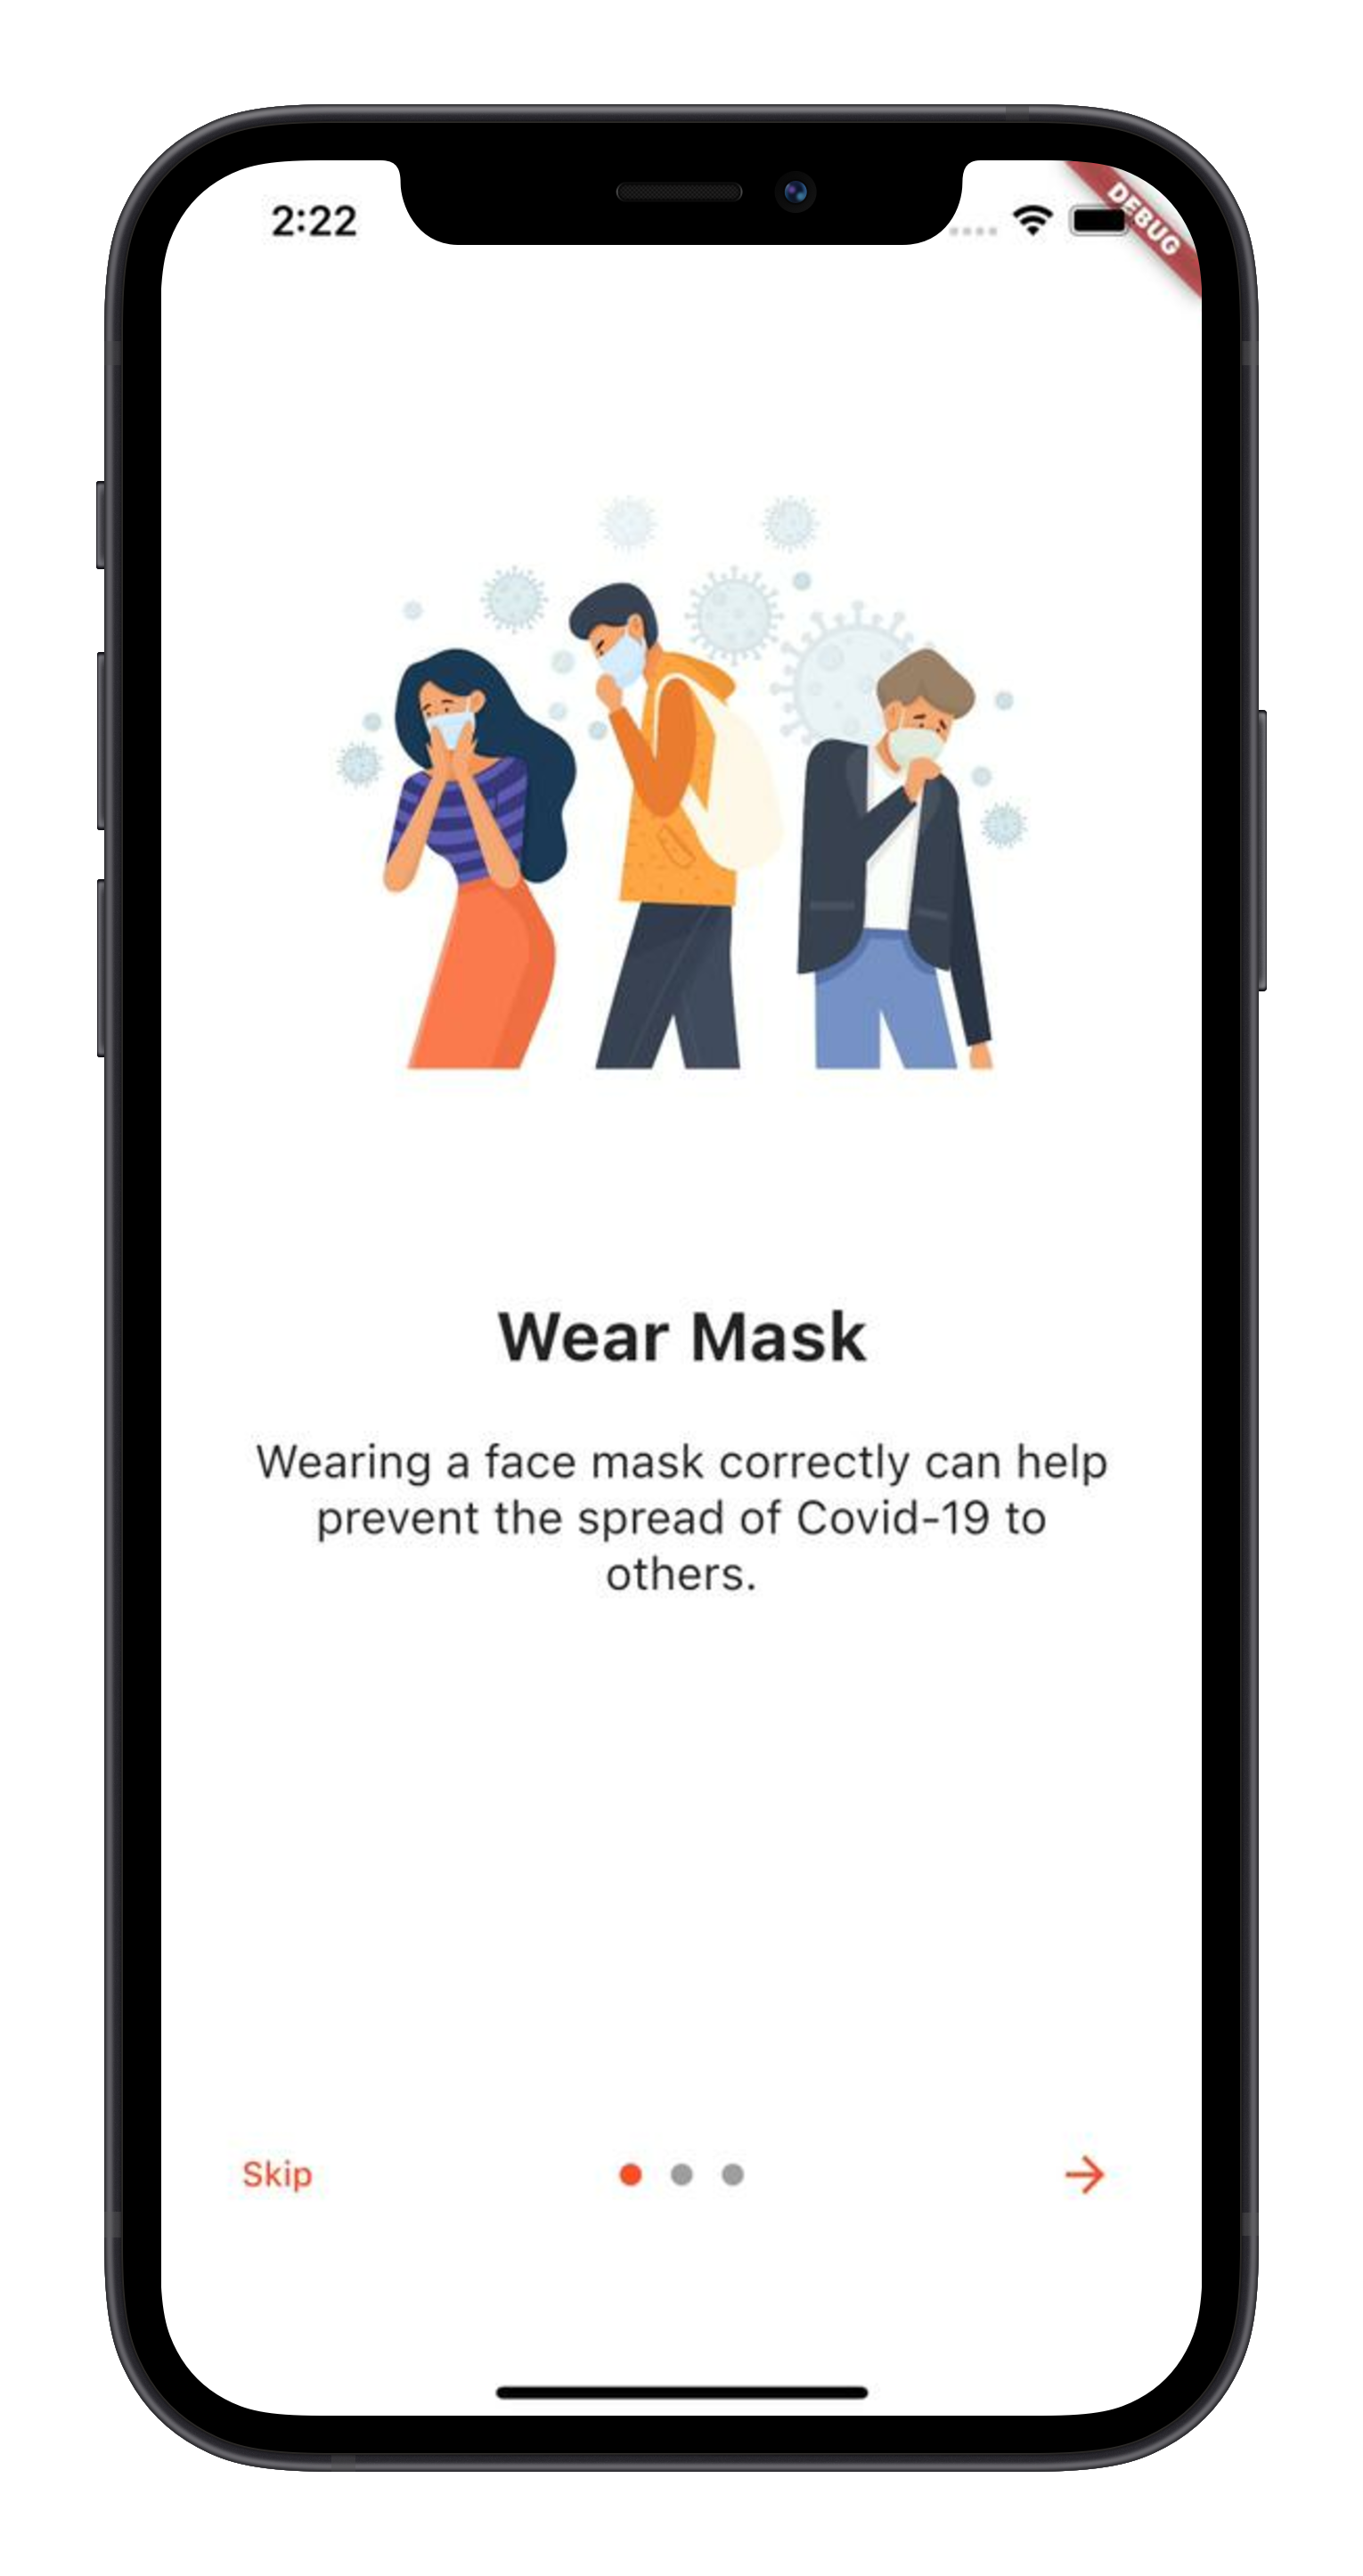 2:22
DEBUG
Wear Mask
Wearing a face mask correctly can help
prevent the spread of Covid-19 to
others.
Skip